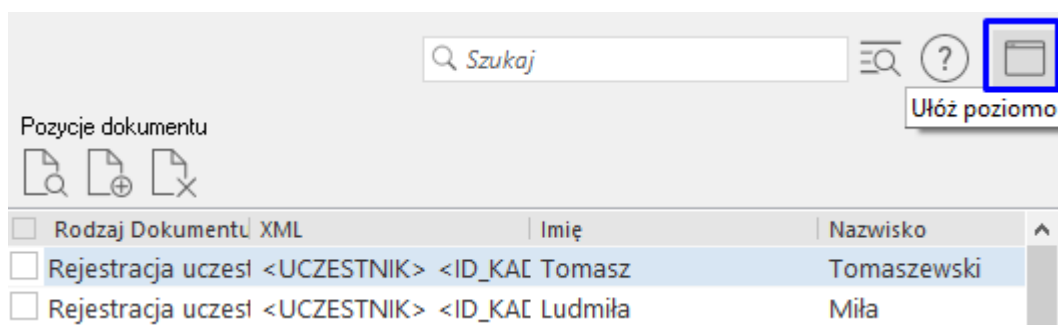 Szukaj
?
Ułóż poziomo
Pozycje dokumentu
Rodzaj Dokumentu XML Imię Nazwisko
Rejestracja uczest <UCZESTNIK> <ID_KAD Tomasz Tomaszewski
Rejestracja uczest <UCZESTNIK> <ID_KAD Ludmiła Miła